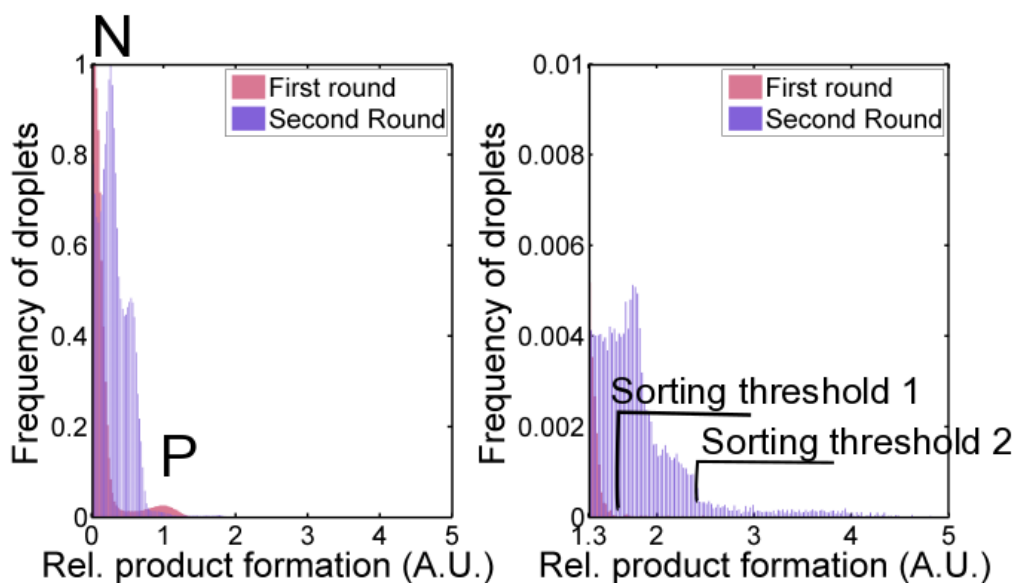 N
1
0.8
0.6
0.4
0.2
0
Frequency of droplets
First round
Second Round
P
0 1 2 3 4 5
Rel. product formation (A.U.)
0.01
0.008
0.006
0.004
0.002
0
Frequency of droplets
First round
Second Round
Sorting threshold 1
Sorting threshold 2
1.3 2 3 4 5
Rel. product formation (A.U.)